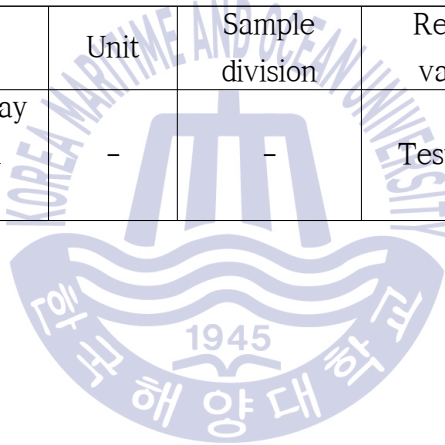 Unit
Sample
division
Re
va
ay
-
-
Tes
KOREA MARITIME AND OCEAN UNIVERSITY
1945
한국해양대학교